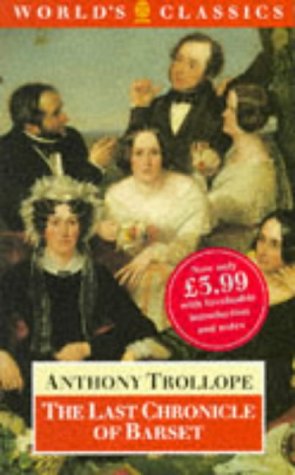 WORLD'S CLASSICS
Now only
£5.99
with invaluable
introduction
and notes
ANTHONY TROLLOPE
THE LAST CHRONICLE
OF BARSET